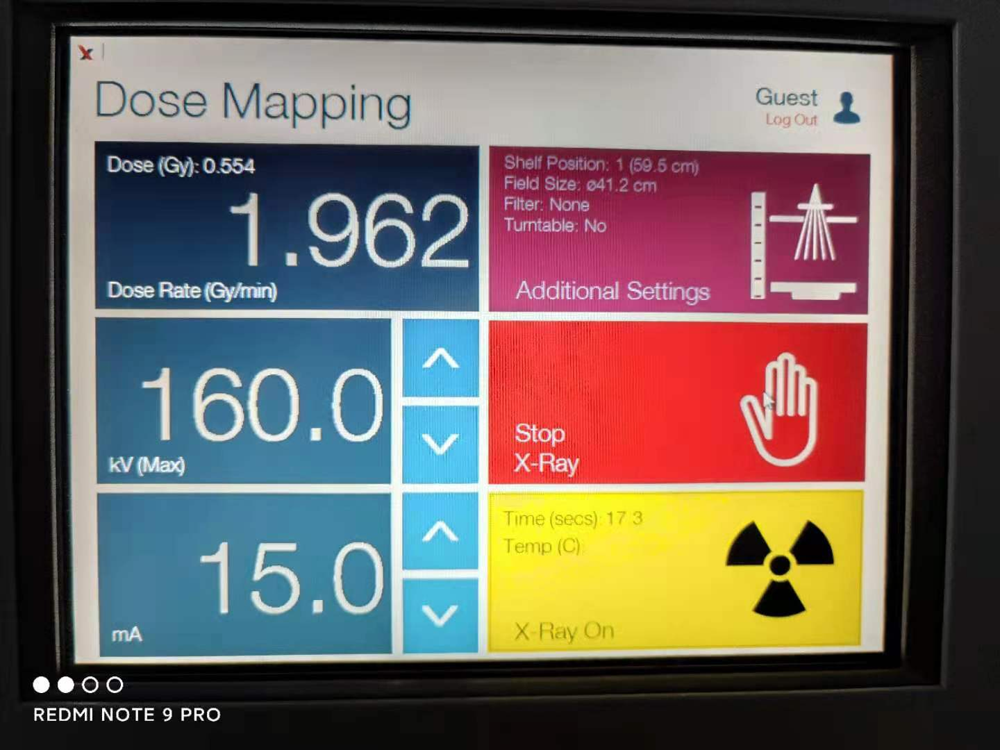 Dose Mapping
Guest
Log Out
Dose (Gy): 0.554
1.962
Dose Rate (Gy/min)
Shelf Position: 1 (59.5 cm)
Field Size: ø41.2 cm
Filter: None
Turntable: No
Additional Settings
160.0
kV (Max)
Stop
X-Ray
15.0
mA
Time (secs): 17.3
Temp (C):
X-Ray On
REDMI NOTE 9 PRO